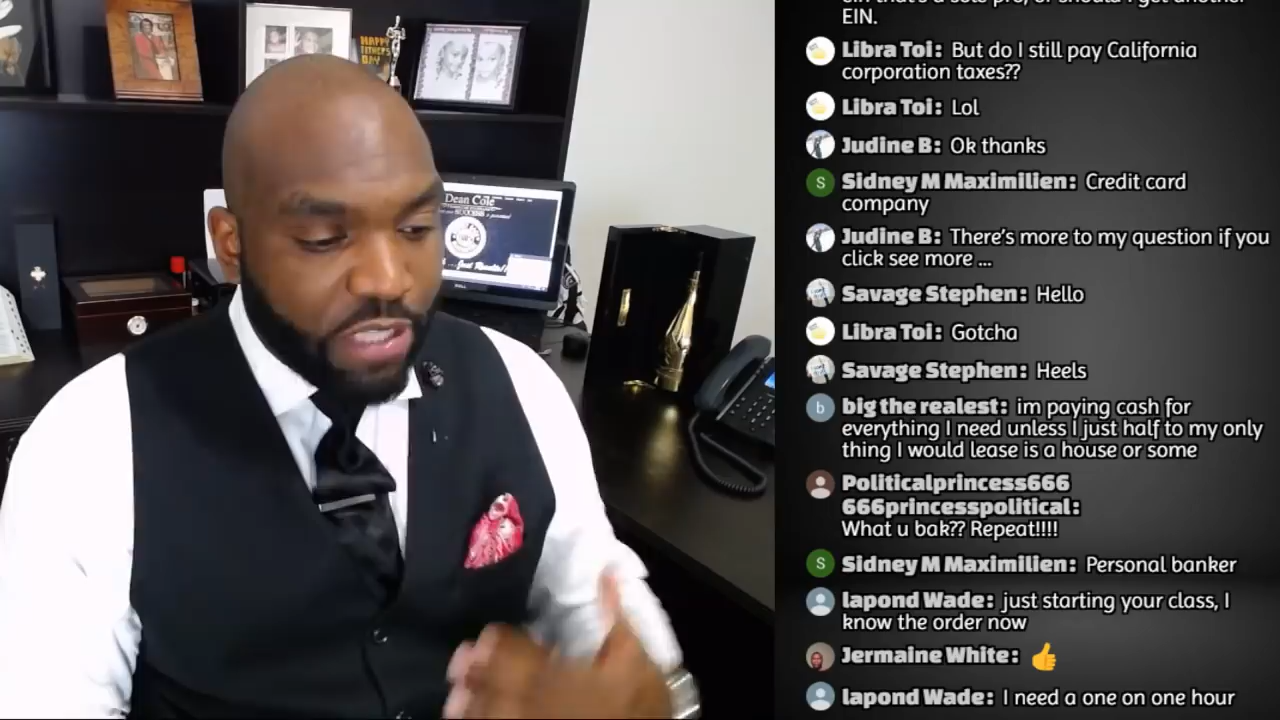 EIN.
Libra Toi: But do I still pay California
corporation taxes??
Libra Toi: Lol
Judine B: Ok thanks
S Sidney M Maximilien: Credit card
company
Judine B: There's more to my question if you
click see more ...
Savage Stephen: Hello
Libra Toi: Gotcha
Savage Stephen: Heels
b big the realest: im paying cash for
everything I need unless I just half to my only
thing I would lease is a house or some
Politicalprincess666
666princesspolitical:
What u bak?? Repeat!!!!
S Sidney M Maximilien: Personal banker
lapond Wade: just starting your class, I
know the order now
Jermaine White: 👍
lapond Wade: I need a one on one hour
HAPPY
FATHER'S
DAY
Dean Cole
DELL